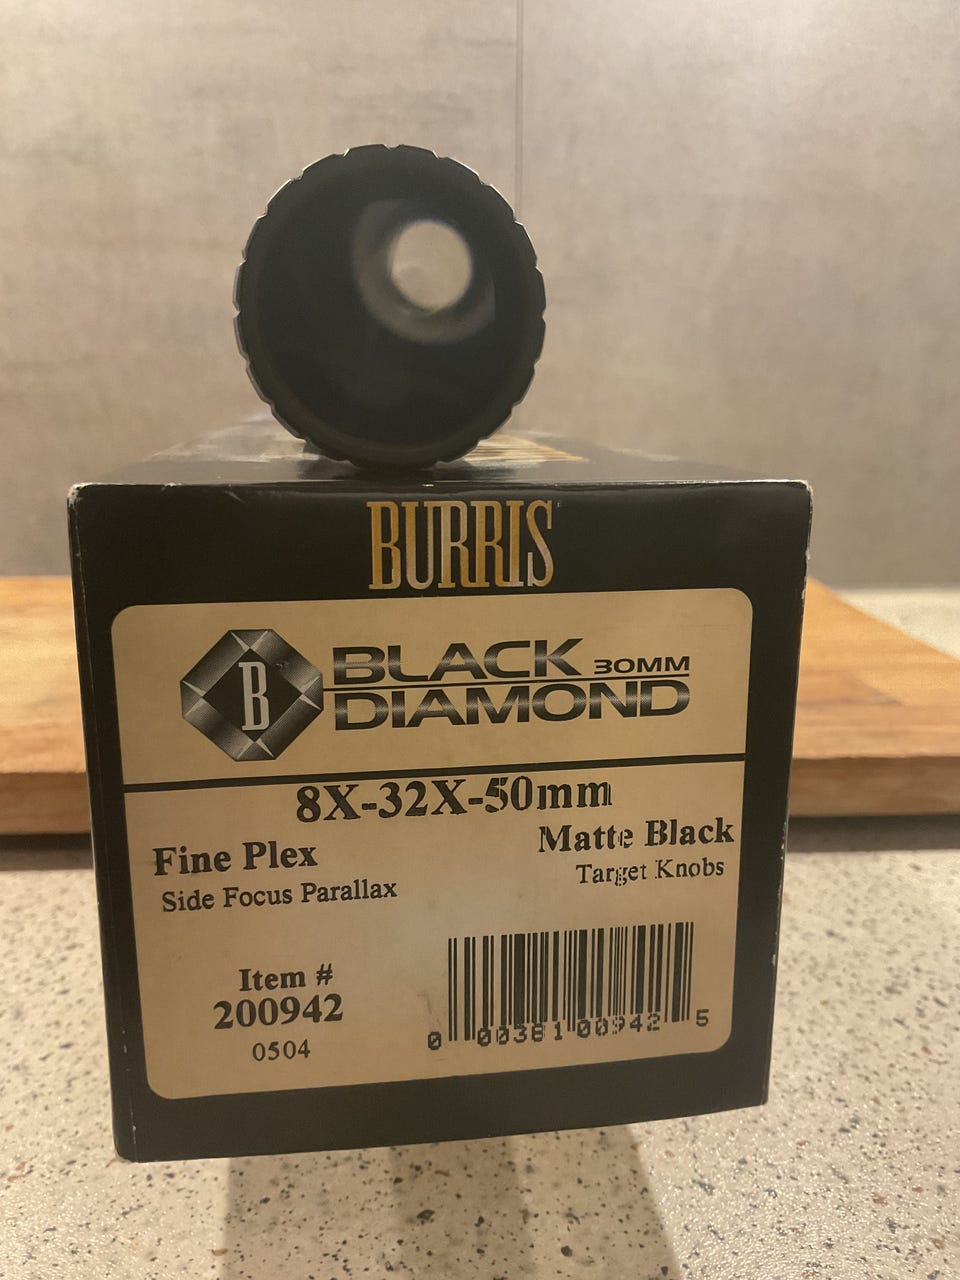 BURRIS
B
BLACK 30MM
DIAMOND
8X-32X-50mm
Fine Plex
Matte Black
Side Focus Parallax
Target Knobs
Item #
200942
0504
0 00381 00942 5